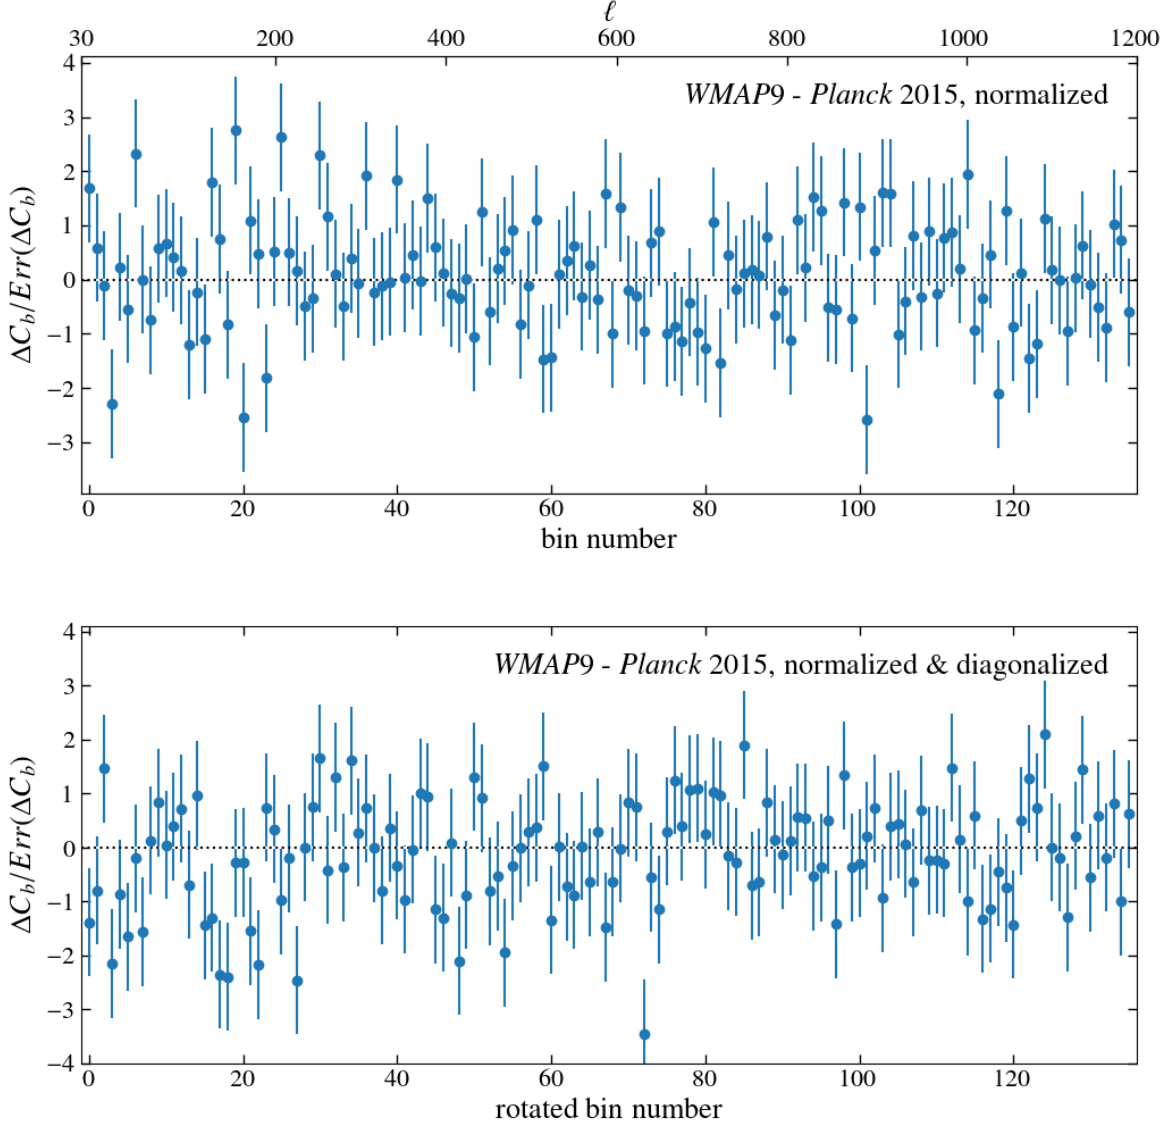 ℓ
30 200 400 600 800 1000 1200
WMAP9 - Planck 2015, normalized
4
3
2
1
0
−1
−2
−3
ΔC_b/Err(ΔC_b)
0 20 40 60 80 100 120
bin number
WMAP9 - Planck 2015, normalized & diagonalized
4
3
2
1
0
−1
−2
−3
−4
ΔC_b/Err(ΔC_b)
0 20 40 60 80 100 120
rotated bin number